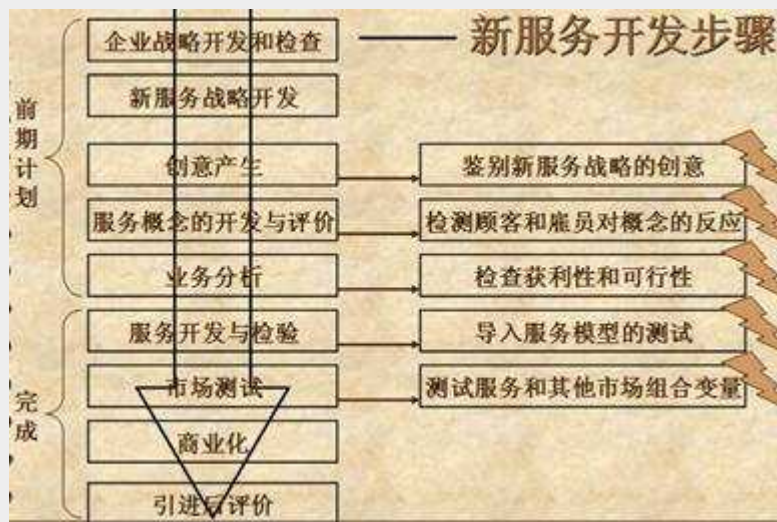 新服务开发步骤
前期计划
企业战略开发和检查
新服务战略开发
创意产生
鉴别新服务战略的创意
服务概念的开发与评价
检测顾客和雇员对概念的反应
业务分析
检查获利性和可行性
完成
服务开发与检验
导入服务模型的测试
市场测试
测试服务和其他市场组合变量
商业化
引进后评价